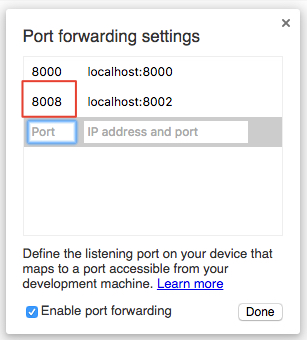 Port forwarding settings
8000 localhost:8000
8008 localhost:8002
Port IP address and port
Define the listening port on your device that
maps to a port accessible from your
development machine. Learn more
Enable port forwarding Done